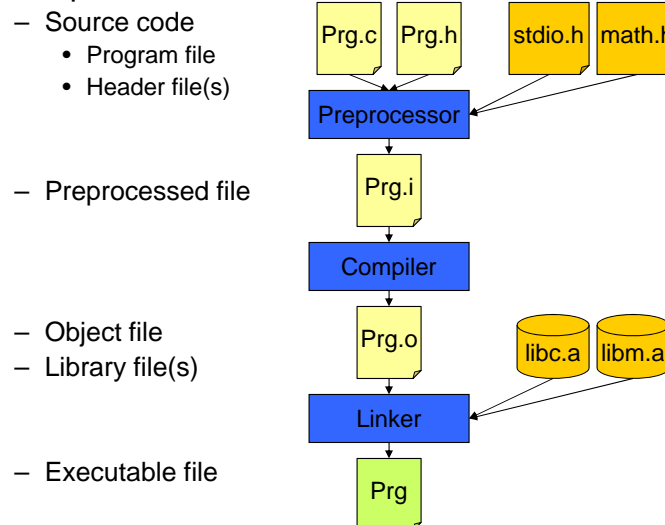 – Source code
• Program file
• Header file(s)
Prg.c
Prg.h
stdio.h
math.h
Preprocessor
– Preprocessed file
Prg.i
Compiler
– Object file
– Library file(s)
Prg.o
libc.a
libm.a
Linker
– Executable file
Prg